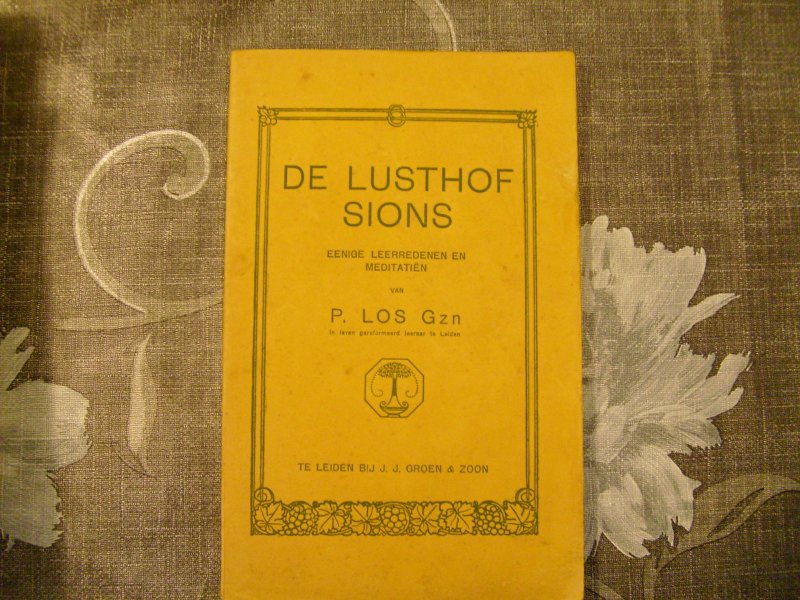 DE LUSTHOF
SIONS
EENIGE LEERREDENEN EN
MEDITATIËN
VAN
P. LOS Gzn
In leven gereformeerd leeraar te Leiden
TE LEIDEN BIJ J. J. GROEN & ZOON